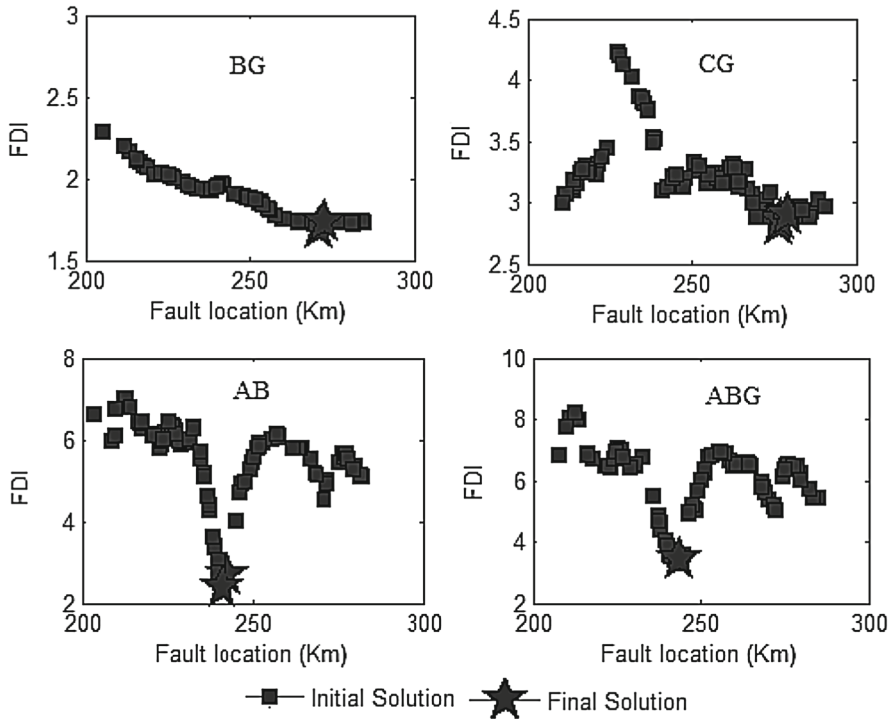 3
2.5
2
1.5
FDI
BG
200
250
300
Fault location (Km)
4.5
4
3.5
3
2.5
FDI
CG
200
250
300
Fault location (Km)
8
6
4
2
FDI
AB
200
250
300
Fault location (Km)
10
8
6
4
2
FDI
ABG
200
250
300
Fault location (Km)
Initial Solution
Final Solution